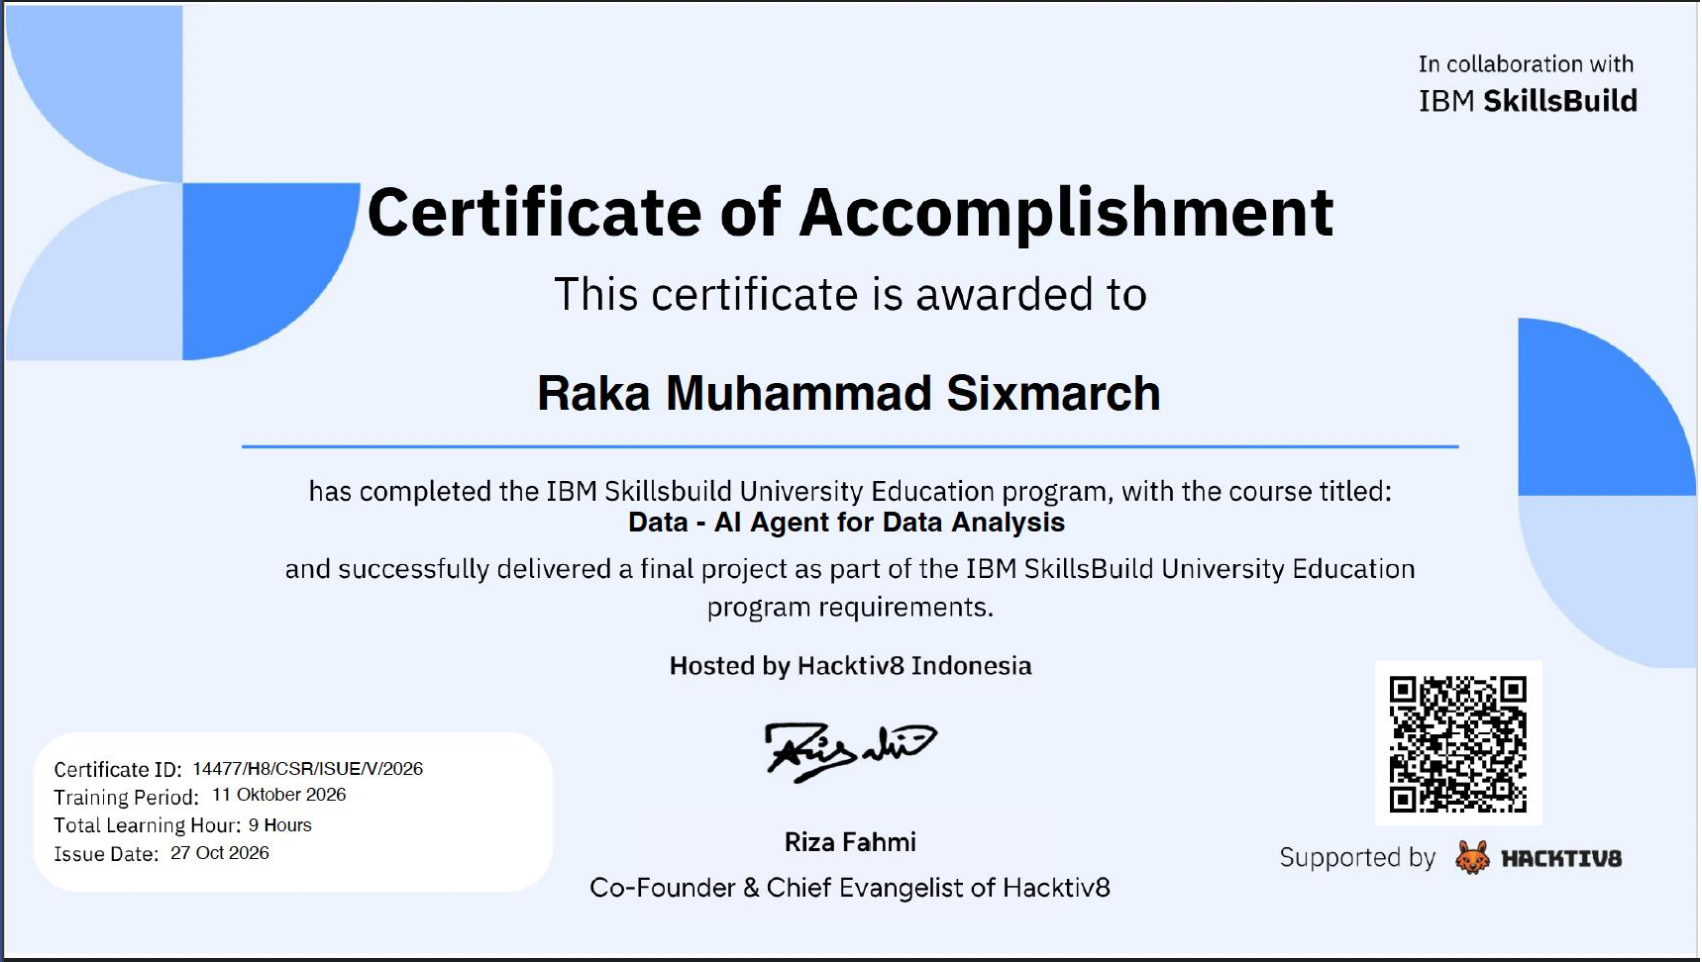 In collaboration with
IBM SkillsBuild
Certificate of Accomplishment
This certificate is awarded to
Raka Muhammad Sixmarch
has completed the IBM Skillsbuild University Education program, with the course titled:
Data - AI Agent for Data Analysis
and successfully delivered a final project as part of the IBM SkillsBuild University Education
program requirements.
Hosted by Hacktiv8 Indonesia
Certificate ID: 14477/H8/CSR/ISUE/V/2026
Training Period: 11 Oktober 2026
Total Learning Hour: 9 Hours
Issue Date: 27 Oct 2026
Riza Fahmi
Co-Founder & Chief Evangelist of Hacktiv8
Supported by HACKTIV8